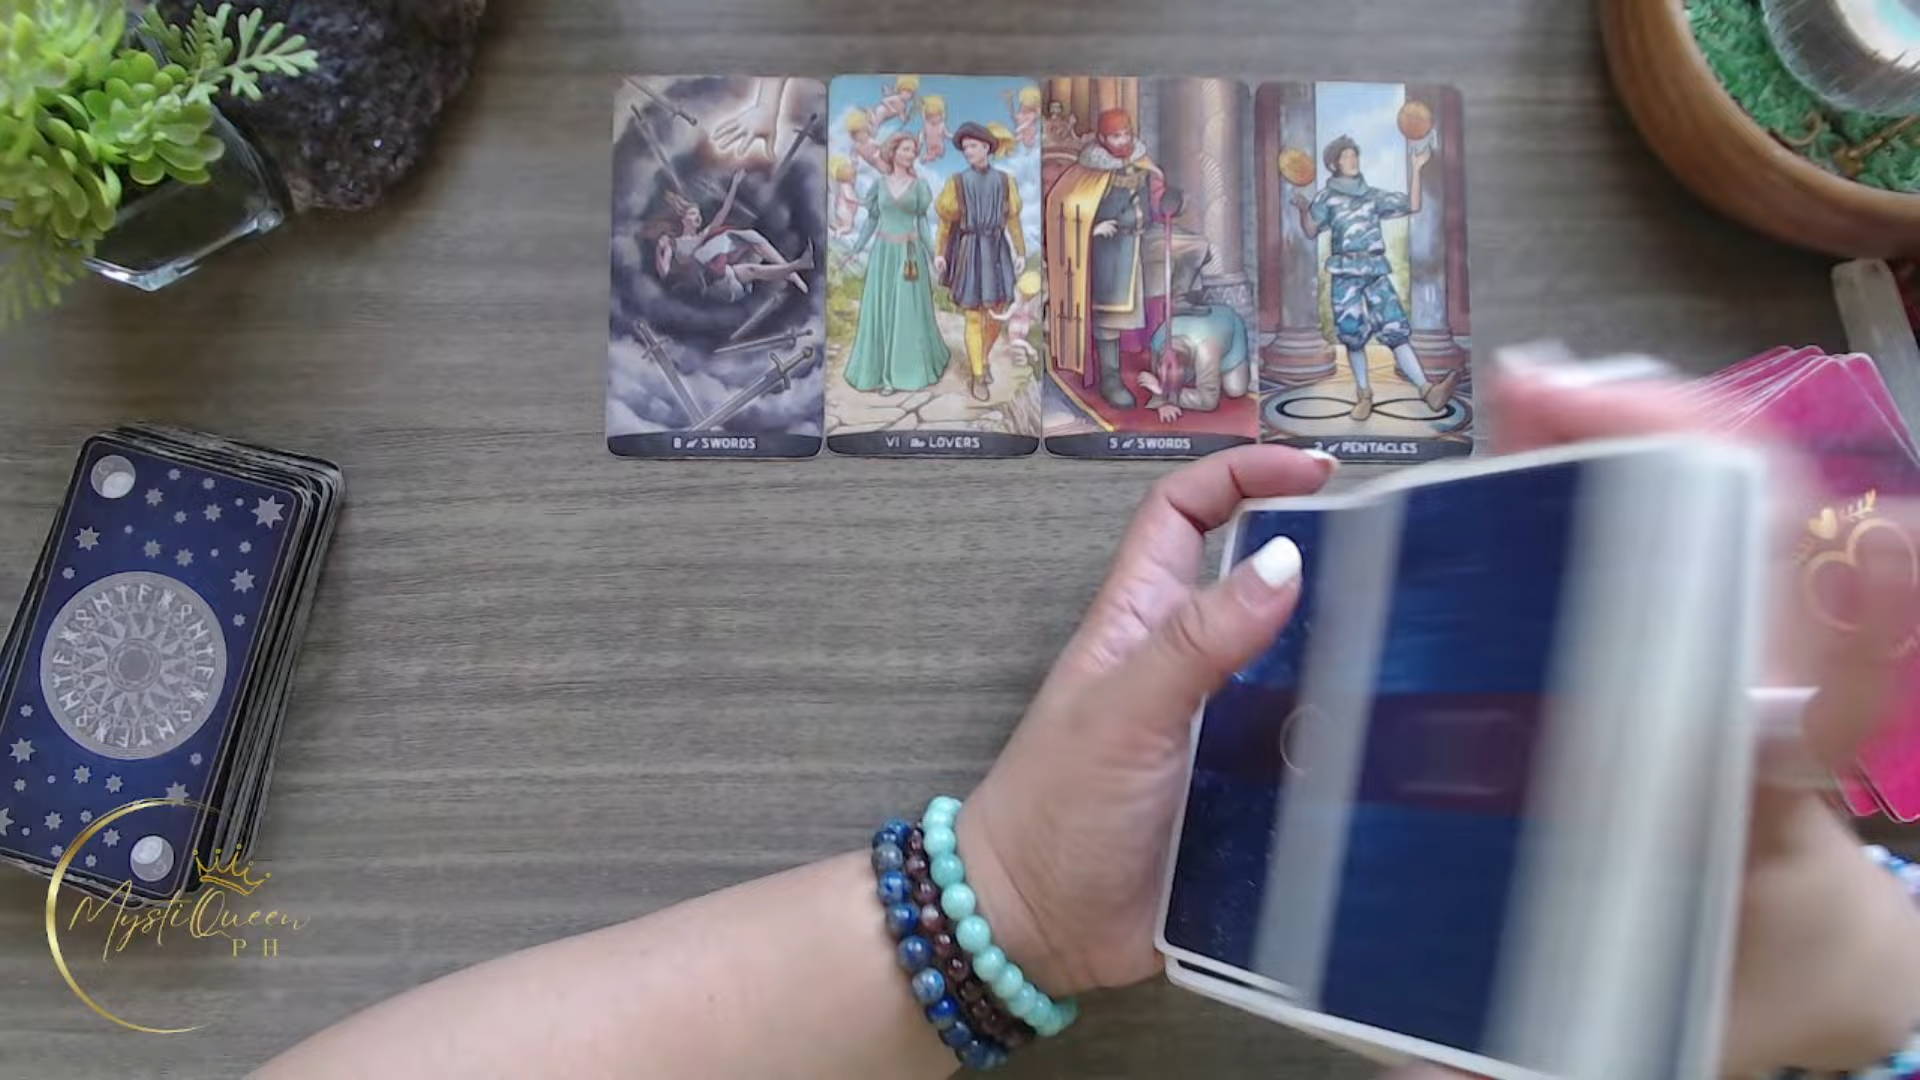 8 of SWORDS
VI the LOVERS
5 of SWORDS
2 of PENTACLES
MystiQueen
PH